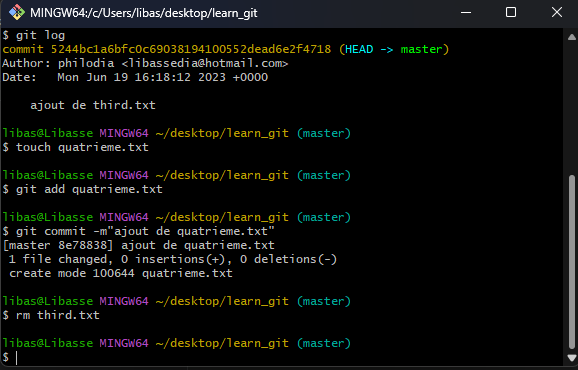 MINGW64:/c/Users/libas/desktop/learn_git
$ git log
commit 5244bc1a6bfc0c69038194100552dead6e2f4718 (HEAD -> master)
Author: philodia <libassedia@hotmail.com>
Date:   Mon Jun 19 16:18:12 2023 +0000
    ajout de third.txt
libas@Libasse MINGW64 ~/desktop/learn_git (master)
$ touch quatrieme.txt
libas@Libasse MINGW64 ~/desktop/learn_git (master)
$ git add quatrieme.txt
libas@Libasse MINGW64 ~/desktop/learn_git (master)
$ git commit -m"ajout de quatrieme.txt"
[master 8e78838] ajout de quatrieme.txt
 1 file changed, 0 insertions(+), 0 deletions(-)
 create mode 100644 quatrieme.txt
libas@Libasse MINGW64 ~/desktop/learn_git (master)
$ rm third.txt
libas@Libasse MINGW64 ~/desktop/learn_git (master)
$